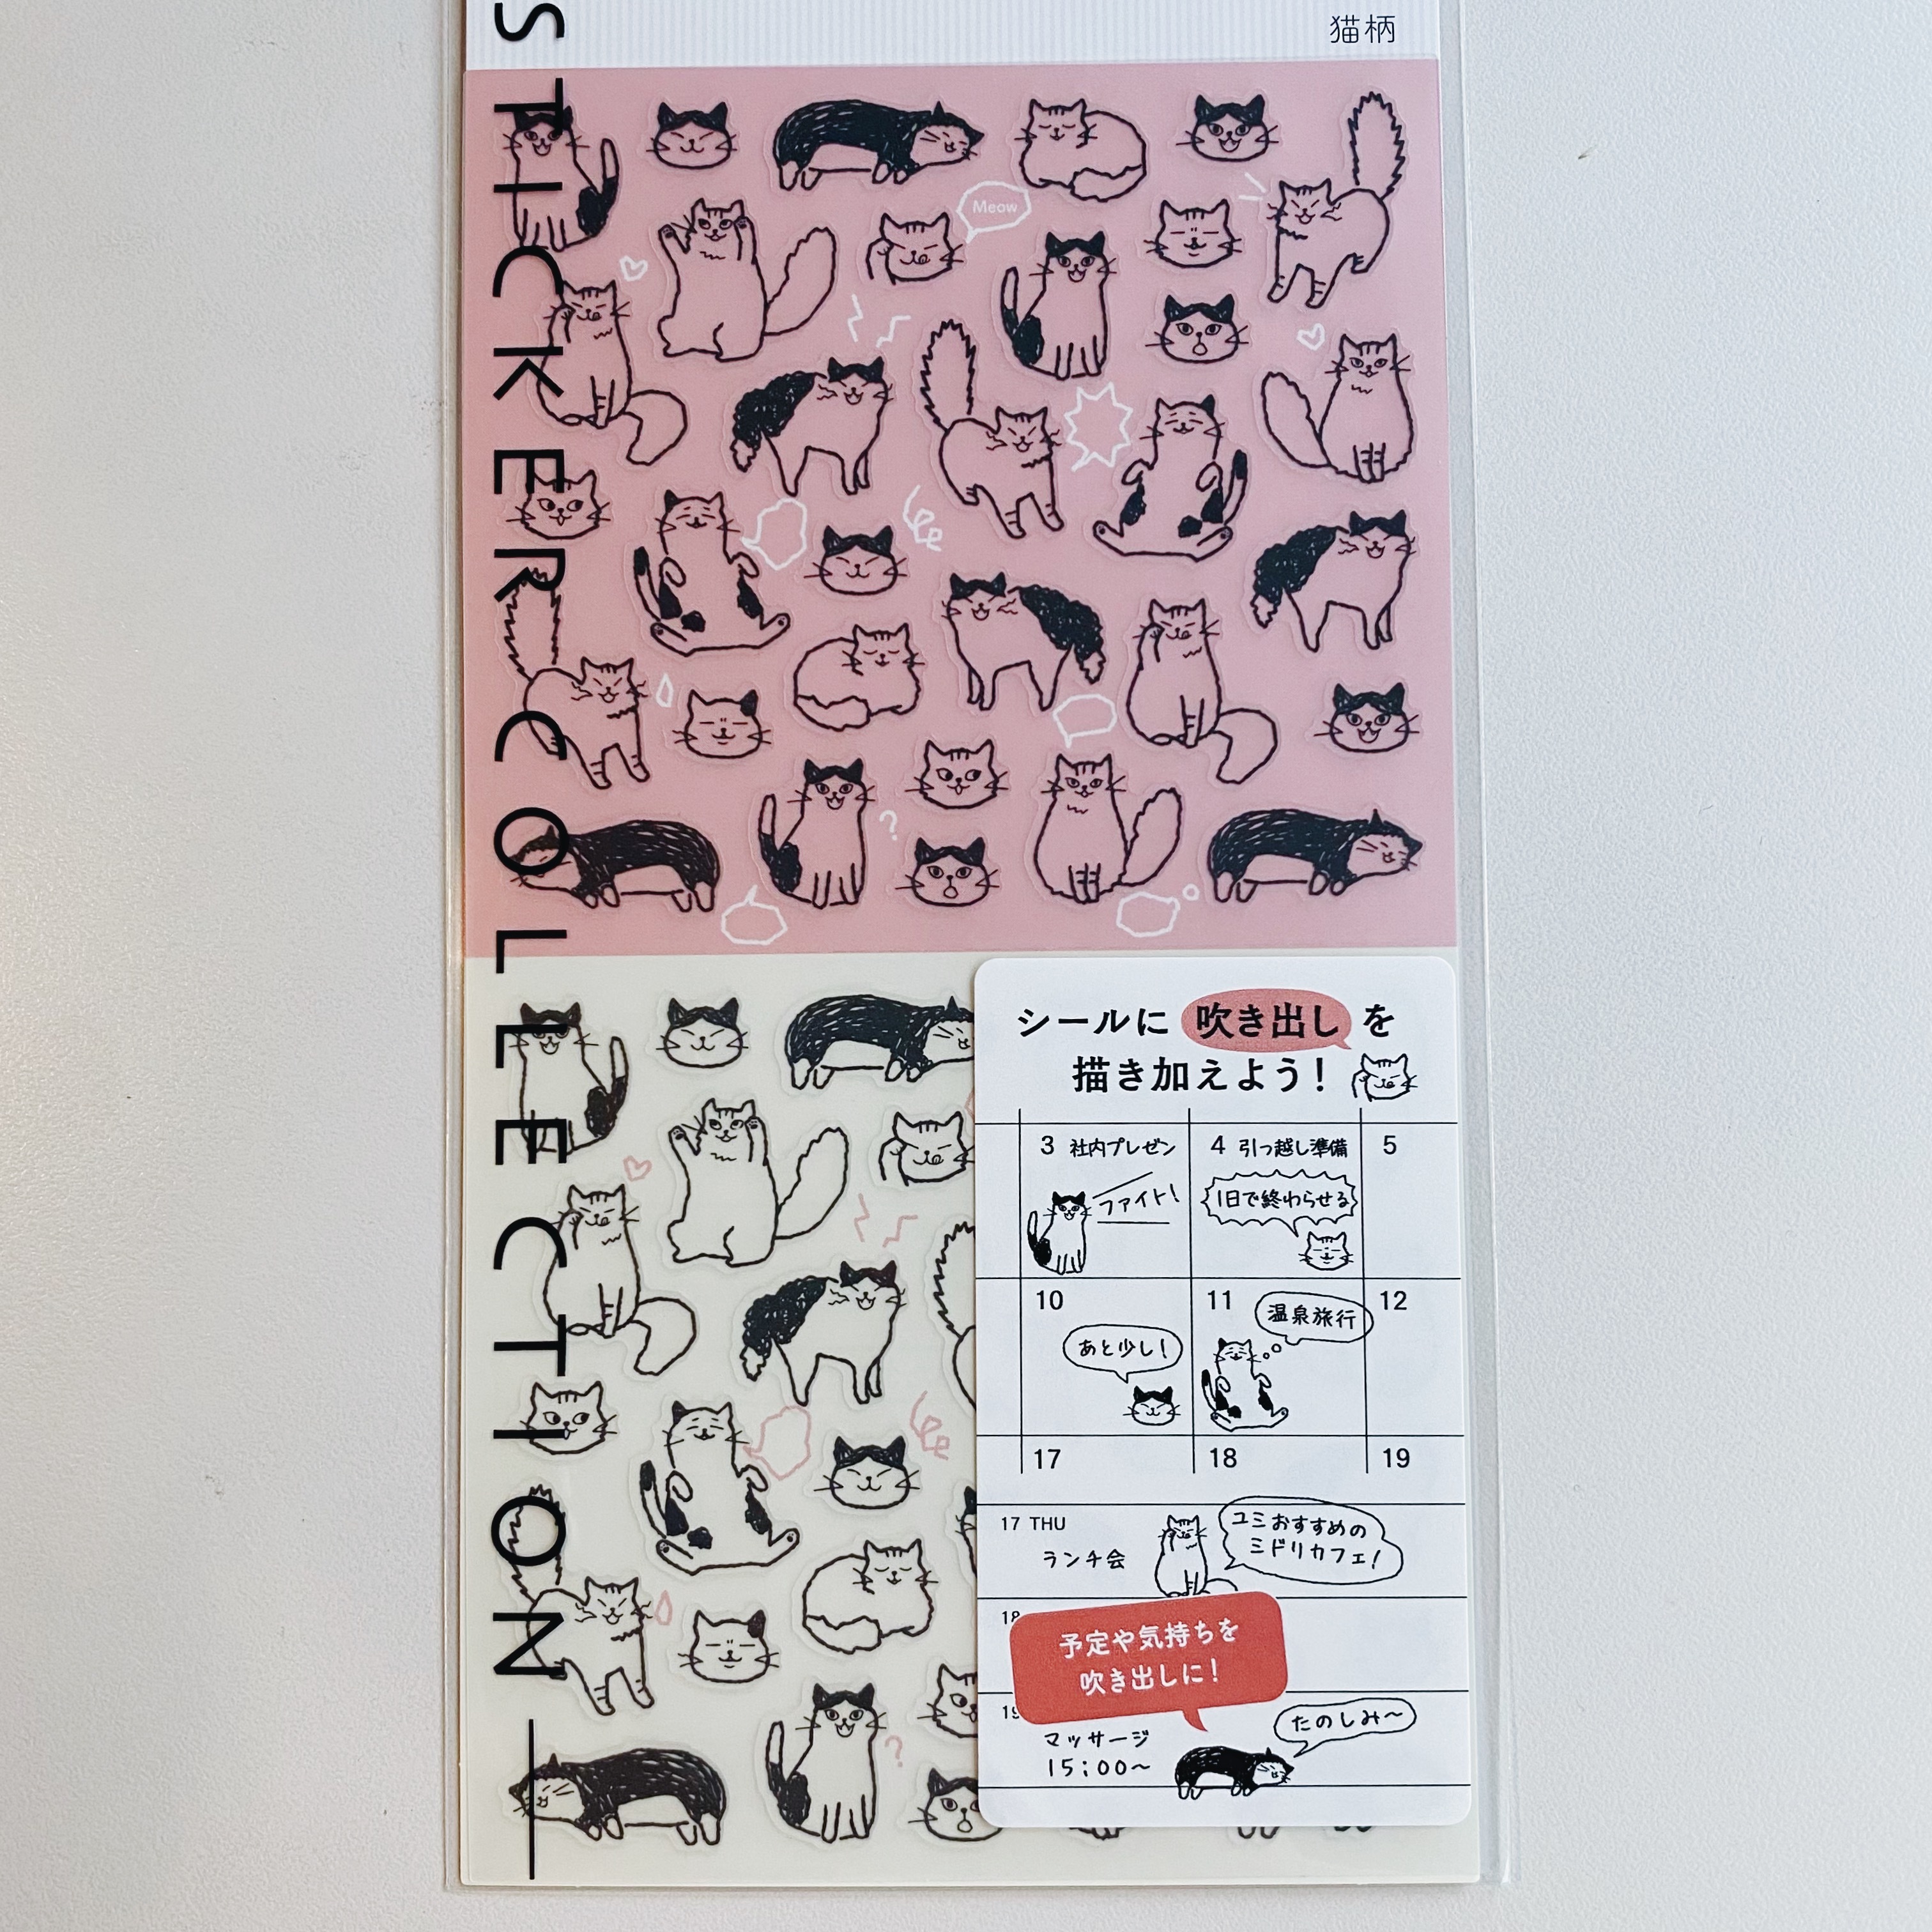 猫柄
STICKER COLLECTION
Meow
?
シールに 吹き出し を
描き加えよう!
3 社内プレゼン
ファイト!
4 引っ越し準備
1日で終わらせる
5
10
あと少し!
11
温泉旅行
12
17
18
19
17 THU
ランチ会
ユミおすすめの
ミドリカフェ!
18
予定や気持ちを
吹き出しに!
19
マッサージ
15:00~
たのしみ~
?